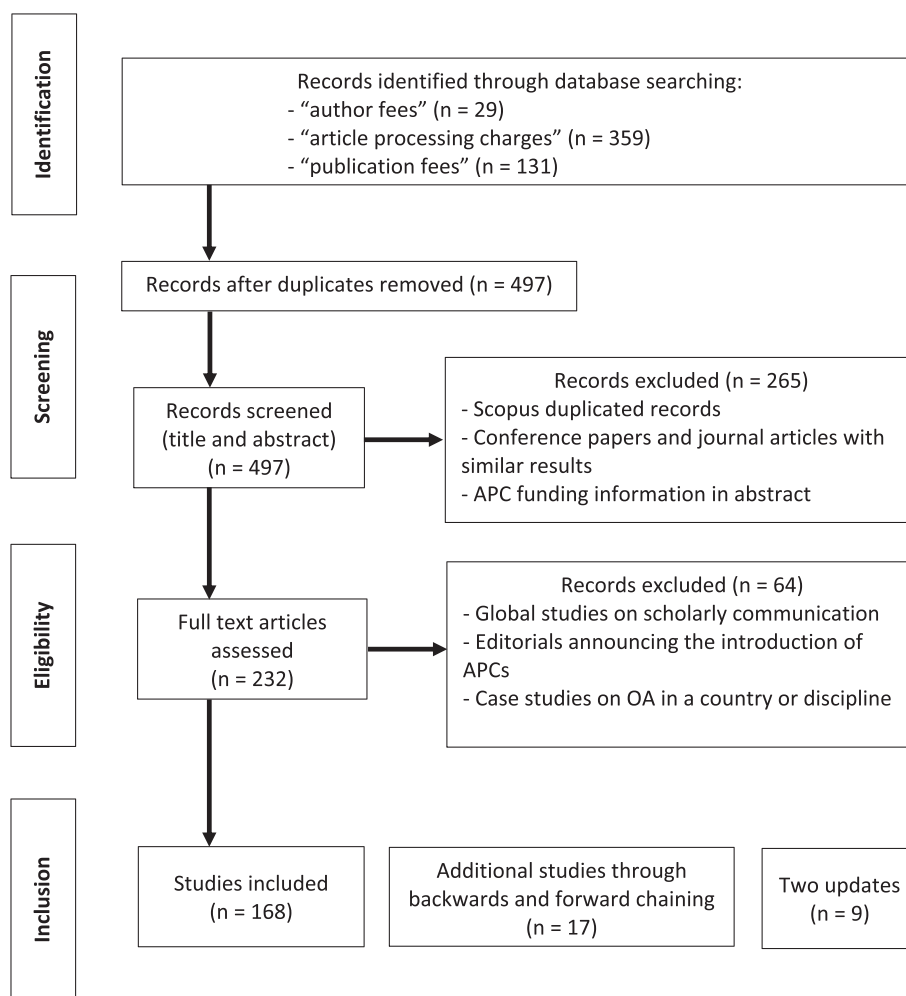 Identification
Records identified through database searching:
- “author fees” (n = 29)
- “article processing charges” (n = 359)
- “publication fees” (n = 131)
Screening
Records after duplicates removed (n = 497)
Records screened
(title and abstract)
(n = 497)
Records excluded (n = 265)
- Scopus duplicated records
- Conference papers and journal articles with
similar results
- APC funding information in abstract
Eligibility
Full text articles
assessed
(n = 232)
Records excluded (n = 64)
- Global studies on scholarly communication
- Editorials announcing the introduction of
APCs
- Case studies on OA in a country or discipline
Inclusion
Studies included
(n = 168)
Additional studies through
backwards and forward chaining
(n = 17)
Two updates
(n = 9)